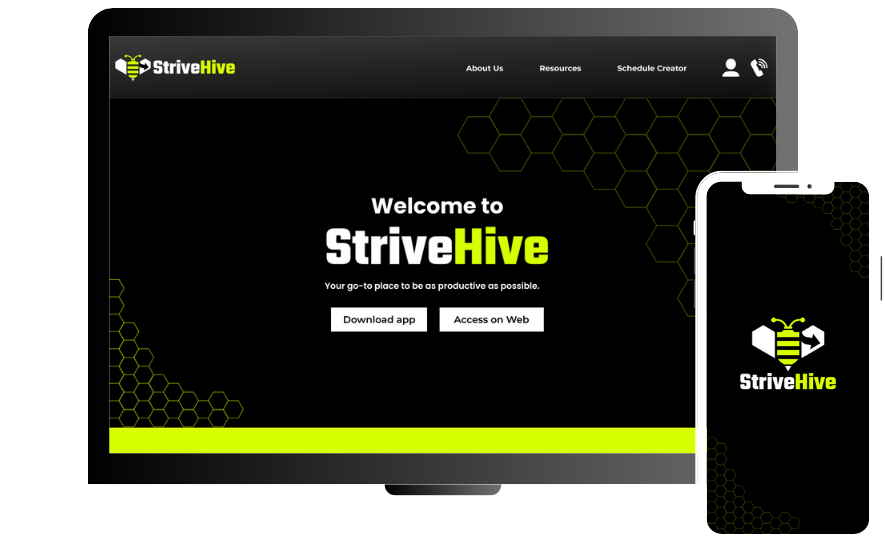 StriveHive
About Us
Resources
Schedule Creator
Welcome to
StriveHive
Your go-to place to be as productive as possible.
Download app
Access on Web
StriveHive